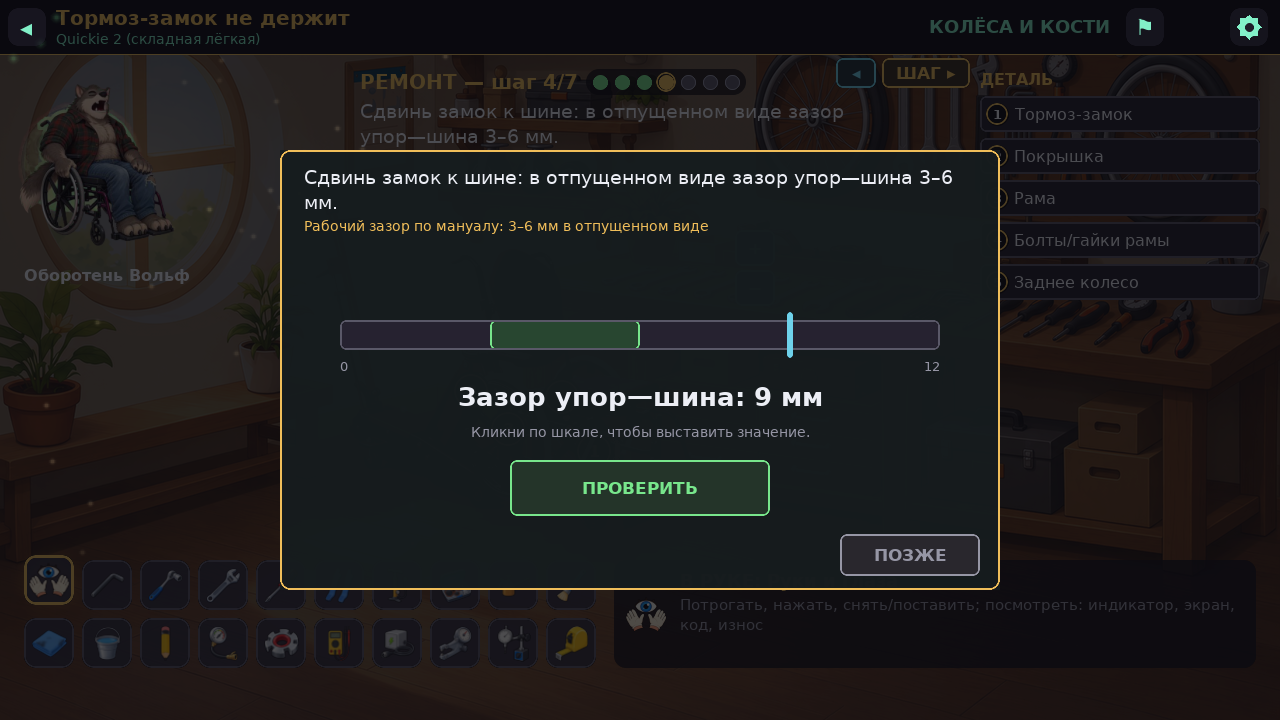 Тормоз-замок не держит
Quickie 2 (складная лёгкая)
КОЛЁСА И КОСТИ
РЕМОНТ — шаг 4/7
ШАГ ▸
ДЕТАЛЬ
Сдвинь замок к шине: в отпущенном виде зазор
упор—шина 3–6 мм.
1 Тормоз-замок
Покрышка
Рама
Болты/гайки рамы
Заднее колесо
Оборотень Вольф
Сдвинь замок к шине: в отпущенном виде зазор упор—шина 3–6
мм.
Рабочий зазор по мануалу: 3–6 мм в отпущенном виде
0
12
Зазор упор—шина: 9 мм
Кликни по шкале, чтобы выставить значение.
ПРОВЕРИТЬ
ПОЗЖЕ
Потрогать, нажать, снять/поставить; посмотреть: индикатор, экран,
код, износ